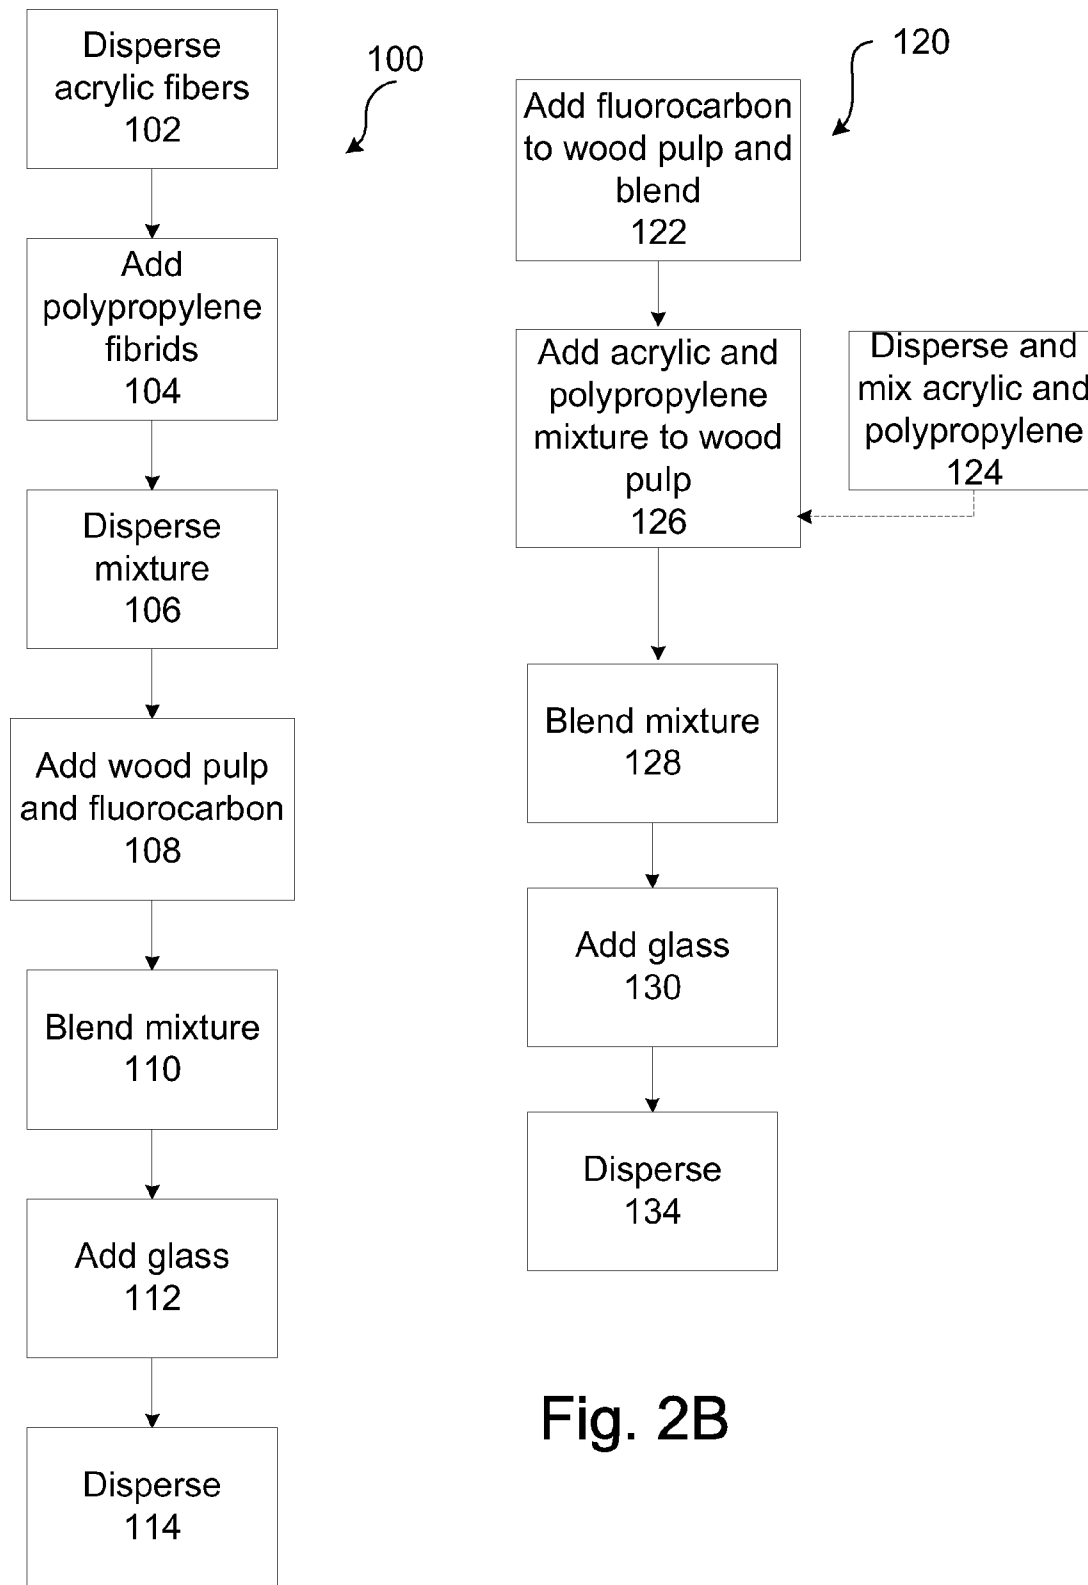 Disperse
acrylic fibers
102
100
Add
polypropylene
fibrids
104
Disperse
mixture
106
Add wood pulp
and fluorocarbon
108
Blend mixture
110
Add glass
112
Disperse
114
120
Add fluorocarbon
to wood pulp and
blend
122
Add acrylic and
polypropylene
mixture to wood
pulp
126
Disperse and
mix acrylic and
polypropylene
124
Blend mixture
128
Add glass
130
Disperse
134
Fig. 2B